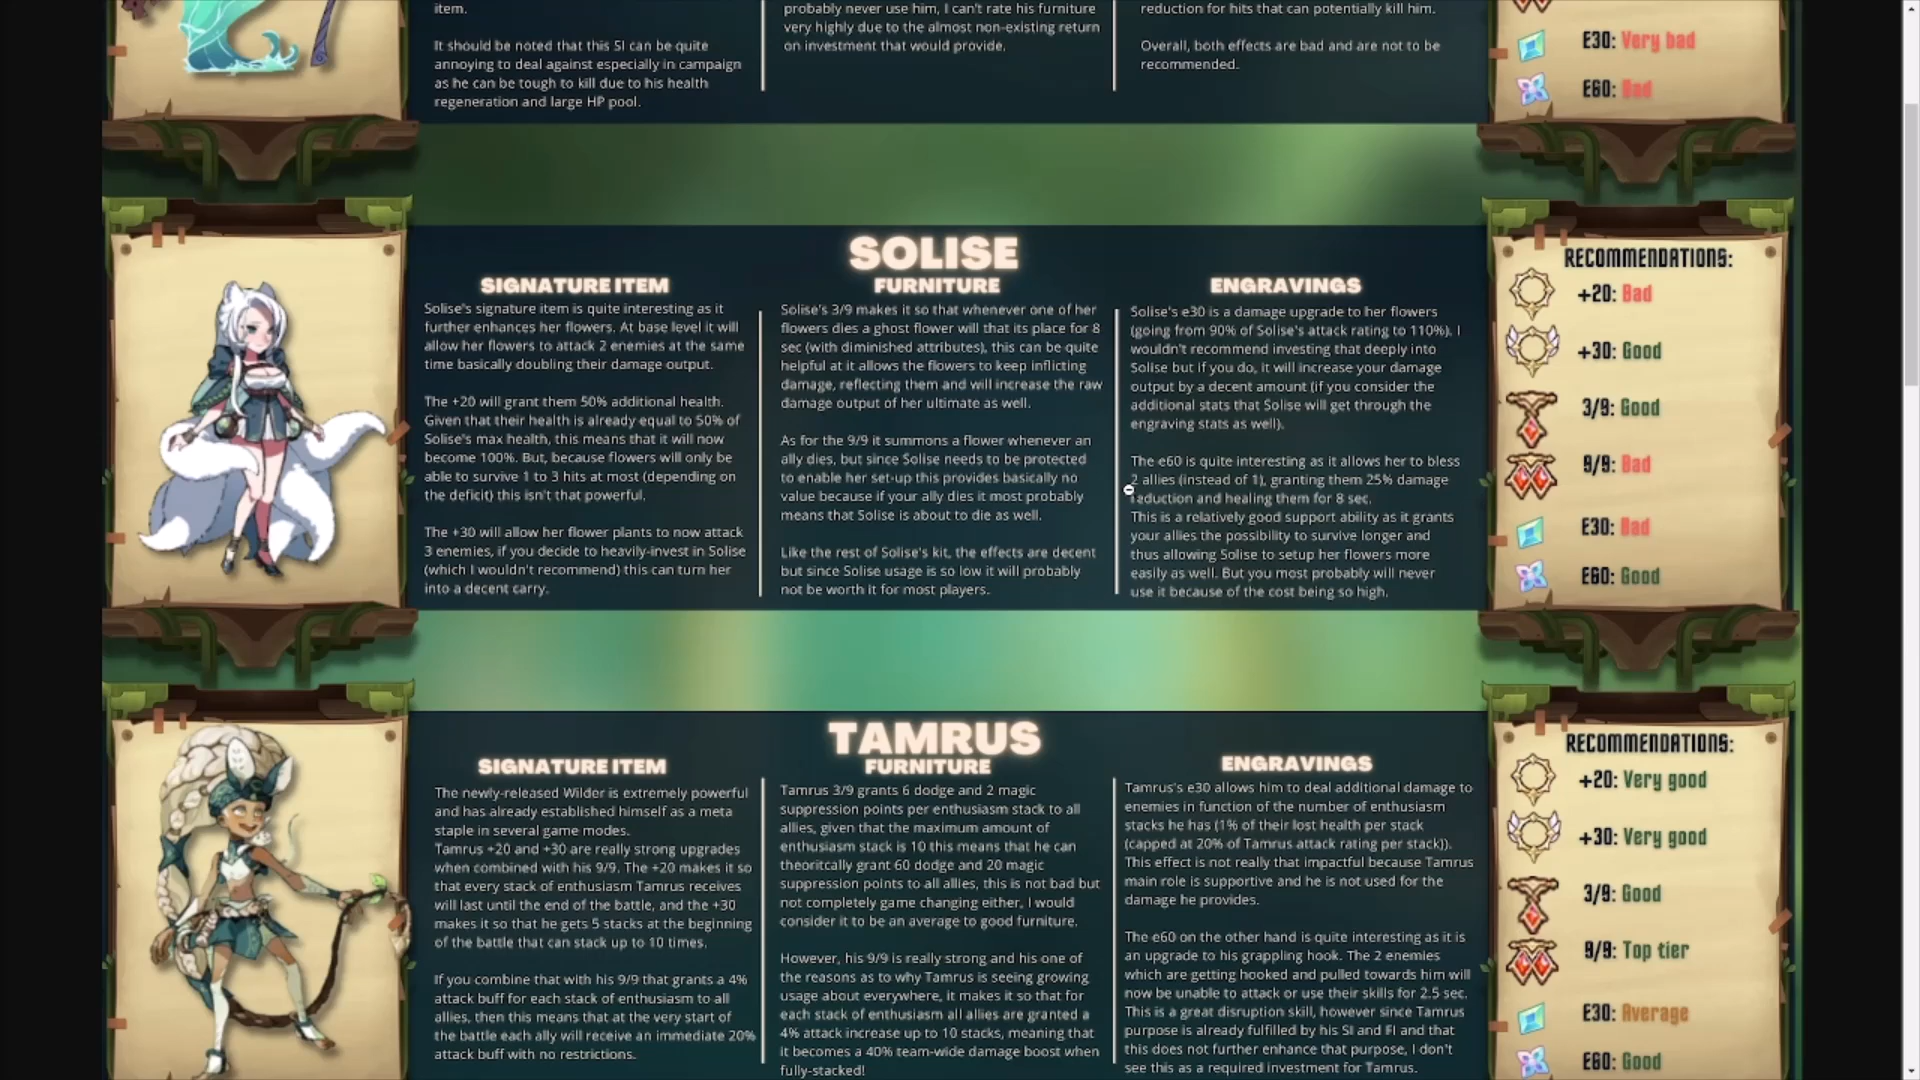 item.
It should be noted that this SI can be quite
annoying to deal against especially in campaign
as he can be tough to kill due to his health
regeneration and large HP pool.
probably never use him, I can't rate his furniture
very highly due to the almost non-existing return
on investment that would provide.
reduction for hits that can potentially kill him.
Overall, both effects are bad and are not to be
recommended.
E30: Very bad
E60: Bad
SOLISE
SIGNATURE ITEM
Solise's signature item is quite interesting as it
further enhances her flowers. At base level it will
allow her flowers to attack 2 enemies at the same
time basically doubling their damage output.
The +20 will grant them 50% additional health.
Given that their health is already equal to 50% of
Solise's max health, this means that it will now
become 100%. But, because flowers will only be
able to survive 1 to 3 hits at most (depending on
the deficit) this isn't that powerful.
The +30 will allow her flower plants to now attack
3 enemies, if you decide to heavily-invest in Solise
(which I wouldn't recommend) this can turn her
into a decent carry.
FURNITURE
Solise's 3/9 makes it so that whenever one of her
flowers dies a ghost flower will that its place for 8
sec (with diminished attributes), this can be quite
helpful at it allows the flowers to keep inflicting
damage, reflecting them and will increase the raw
damage output of her ultimate as well.
As for the 9/9 it summons a flower whenever an
ally dies, but since Solise needs to be protected
to enable her set-up this provides basically no
value because if your ally dies it most probably
means that Solise is about to die as well.
Like the rest of Solise's kit, the effects are decent
but since Solise usage is so low it will probably
not be worth it for most players.
ENGRAVINGS
Solise's e30 is a damage upgrade to her flowers
(going from 90% of Solise's attack rating to 110%). I
wouldn't recommend investing that deeply into
Solise but if you do, it will increase your damage
output by a decent amount (if you consider the
additional stats that Solise will get through the
engraving stats as well).
The e60 is quite interesting as it allows her to bless
2 allies (instead of 1), granting them 25% damage
reduction and healing them for 8 sec.
This is a relatively good support ability as it grants
your allies the possibility to survive longer and
thus allowing Solise to setup her flowers more
easily as well. But you most probably will never
use it because of the cost being so high.
RECOMMENDATIONS:
+20: Bad
+30: Good
3/9: Good
9/9: Bad
E30: Bad
E60: Good
TAMRUS
SIGNATURE ITEM
The newly-released Wilder is extremely powerful
and has already established himself as a meta
staple in several game modes.
Tamrus +20 and +30 are really strong upgrades
when combined with his 9/9. The +20 makes it so
that every stack of enthusiasm Tamrus receives
will last until the end of the battle, and the +30
makes it so that he gets 5 stacks at the beginning
of the battle that can stack up to 10 times.
If you combine that with his 9/9 that grants a 4%
attack buff for each stack of enthusiasm to all
allies, then this means that at the very start of
the battle each ally will receive an immediate 20%
attack buff with no restrictions.
FURNITURE
Tamrus 3/9 grants 6 dodge and 2 magic
suppression points per enthusiasm stack to all
allies, given that the maximum amount of
enthusiasm stack is 10 this means that he can
theoritcally grant 60 dodge and 20 magic
suppression points to all allies, this is not bad but
not completely game changing either, I would
consider it to be an average to good furniture.
However, his 9/9 is really strong and his one of
the reasons as to why Tamrus is seeing growing
usage about everywhere, it makes it so that for
each stack of enthusiasm all allies are granted a
4% attack increase up to 10 stacks, meaning that
it becomes a 40% team-wide damage boost when
fully-stacked!
ENGRAVINGS
Tamrus's e30 allows him to deal additional damage to
enemies in function of the number of enthusiasm
stacks he has (1% of their lost health per stack
(capped at 20% of Tamrus attack rating per stack)).
This effect is not really that impactful because Tamrus
main role is supportive and he is not used for the
damage he provides.
The e60 on the other hand is quite interesting as it is
an upgrade to his grappling hook. The 2 enemies
which are getting hooked and pulled towards him will
now be unable to attack or use their skills for 2.5 sec.
This is a great disruption skill, however since Tamrus
purpose is already fulfilled by his SI and FI and that
this does not further enhance that purpose, I don't
see this as a required investment for Tamrus.
RECOMMENDATIONS:
+20: Very good
+30: Very good
3/9: Good
9/9: Top tier
E30: Average
E60: Good